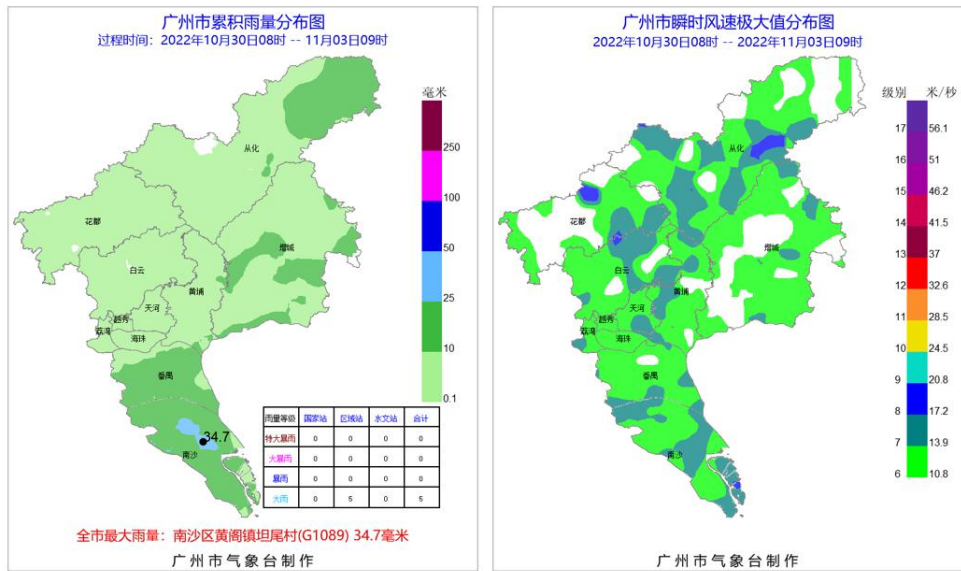 广州市累积雨量分布图
过程时间：2022年10月30日08时 -- 11月03日09时
毫米
250
100
50
25
10
0.1
从化
花都
增城
白云
黄埔
天河
越秀
荔湾
海珠
番禺
34.7
南沙
雨量等级 国家站 区域站 水文站 合计
特大暴雨 0 0 0 0
大暴雨 0 0 0 0
暴雨 0 0 0 0
大雨 0 5 0 5
全市最大雨量：南沙区黄阁镇坦尾村(G1089) 34.7毫米
广州市气象台制作
广州市瞬时风速极大值分布图
2022年10月30日08时 -- 2022年11月03日09时
级别 米/秒
17 56.1
16 51
15 46.2
14 41.5
13 37
12 32.6
11 28.5
10 24.5
9 20.8
8 17.2
7 13.9
6 10.8
从化
花都
增城
白云
黄埔
天河
越秀
荔湾
海珠
番禺
南沙
广州市气象台制作